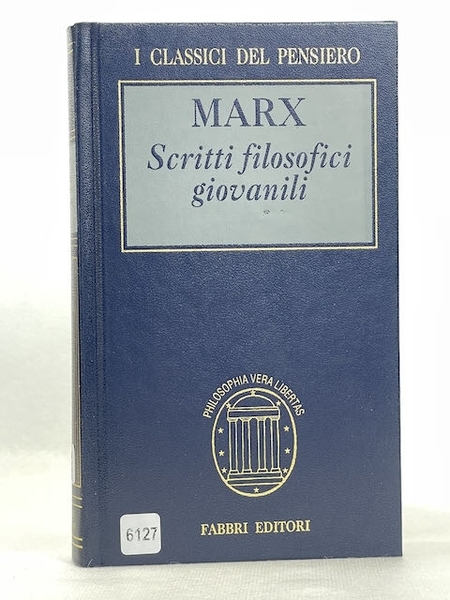 I CLASSICI DEL PENSIERO
MARX
Scritti filosofici
giovanili
PHILOSOPHIA VERA LIBERTAS
FABBRI EDITORI
6127